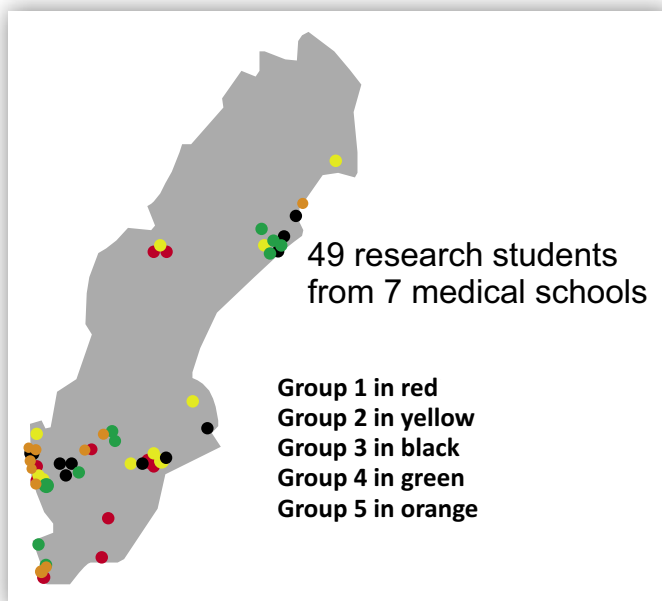 49 research students
from 7 medical schools
Group 1 in red
Group 2 in yellow
Group 3 in black
Group 4 in green
Group 5 in orange